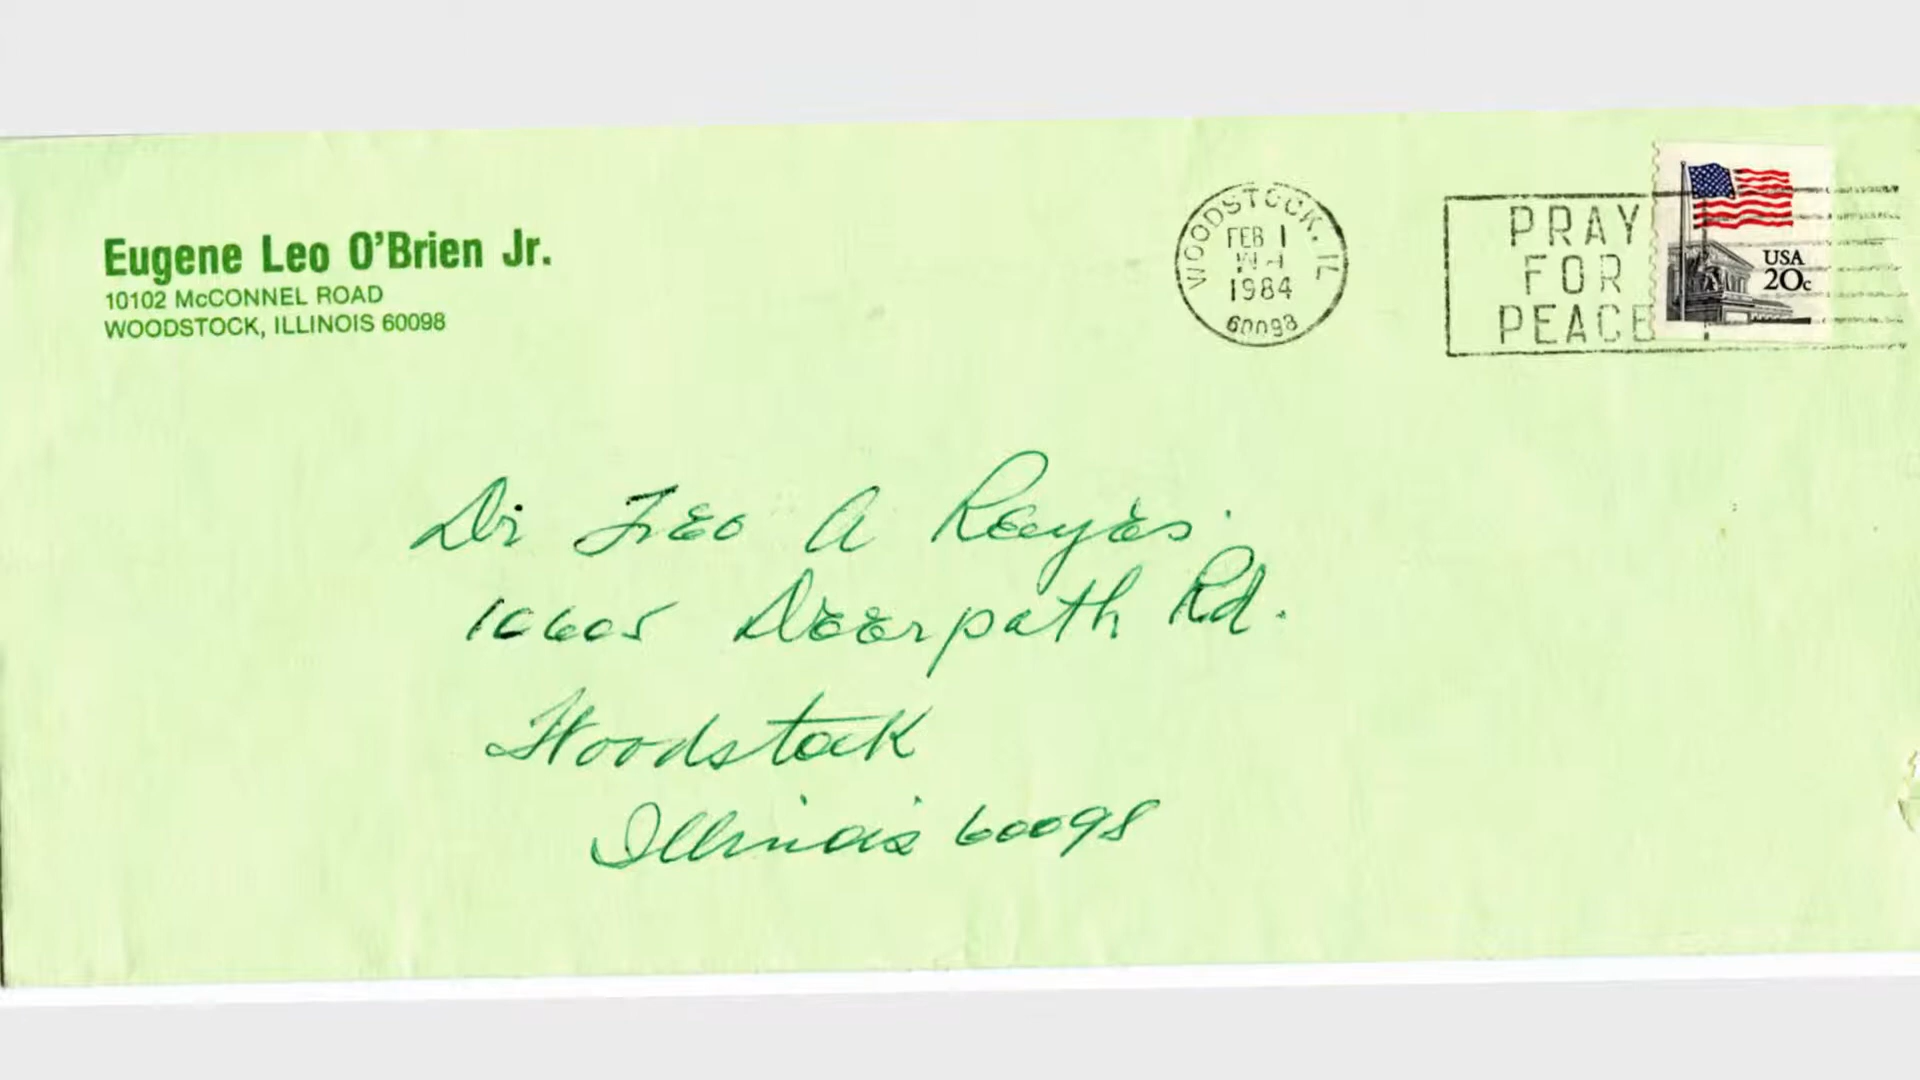 Eugene Leo O'Brien Jr.
10102 McCONNEL ROAD
WOODSTOCK, ILLINOIS 60098
WOODSTOCK, IL
FEB 1
1984
60098
PRAY
FOR
PEACE
USA
20c
Dr Leo A Reyes.
10605 Deerpath Rd.
Woodstock
Illinois 60098